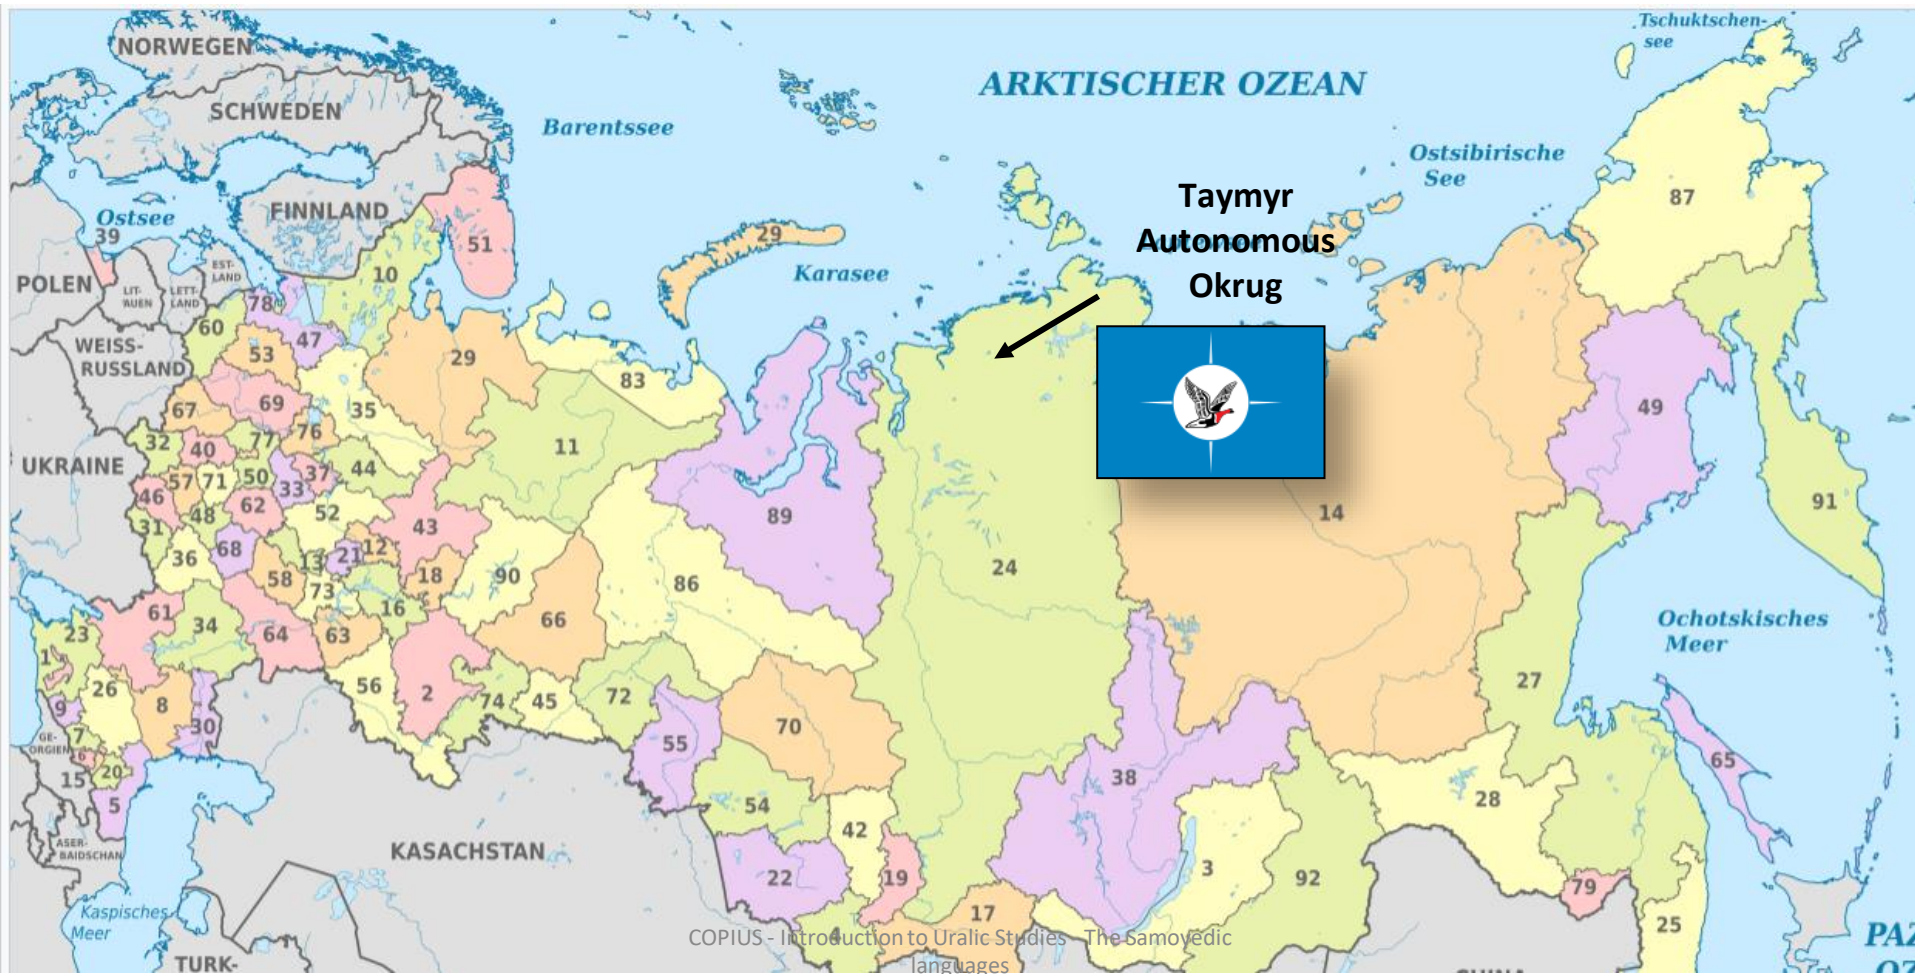 Tschuktschen-
see
NORWEGEN
ARKTISCHER OZEAN
SCHWEDEN
Barentssee
Ostsibirische
See
Taymyr
Autonomous
Okrug
87
FINNLAND
Ostsee
39
51
29
10
Karasee
EST-
LAND
POLEN
LIT-
AUEN
LETT-
LAND
78
60
47
WEISS-
RUSSLAND
53
29
83
67
69
35
49
32
40
77
76
11
UKRAINE
57
71
50
33
37
44
46
48
62
52
43
89
14
91
31
36
68
13
21
12
58
73
18
90
86
24
16
61
34
64
63
66
Ochotskisches
Meer
23
1
26
56
2
74
45
72
27
9
8
30
70
7
GE-
ORGIEN
6
15
20
55
65
5
54
38
28
42
ASER-
BAIDSCHAN
KASACHSTAN
22
19
3
92
79
Kaspisches
Meer
17
25
4
COPIUS - Introduction to Uralic Studies - The Samoyedic
languages
PAZ
TURK-
CHINA
OZ